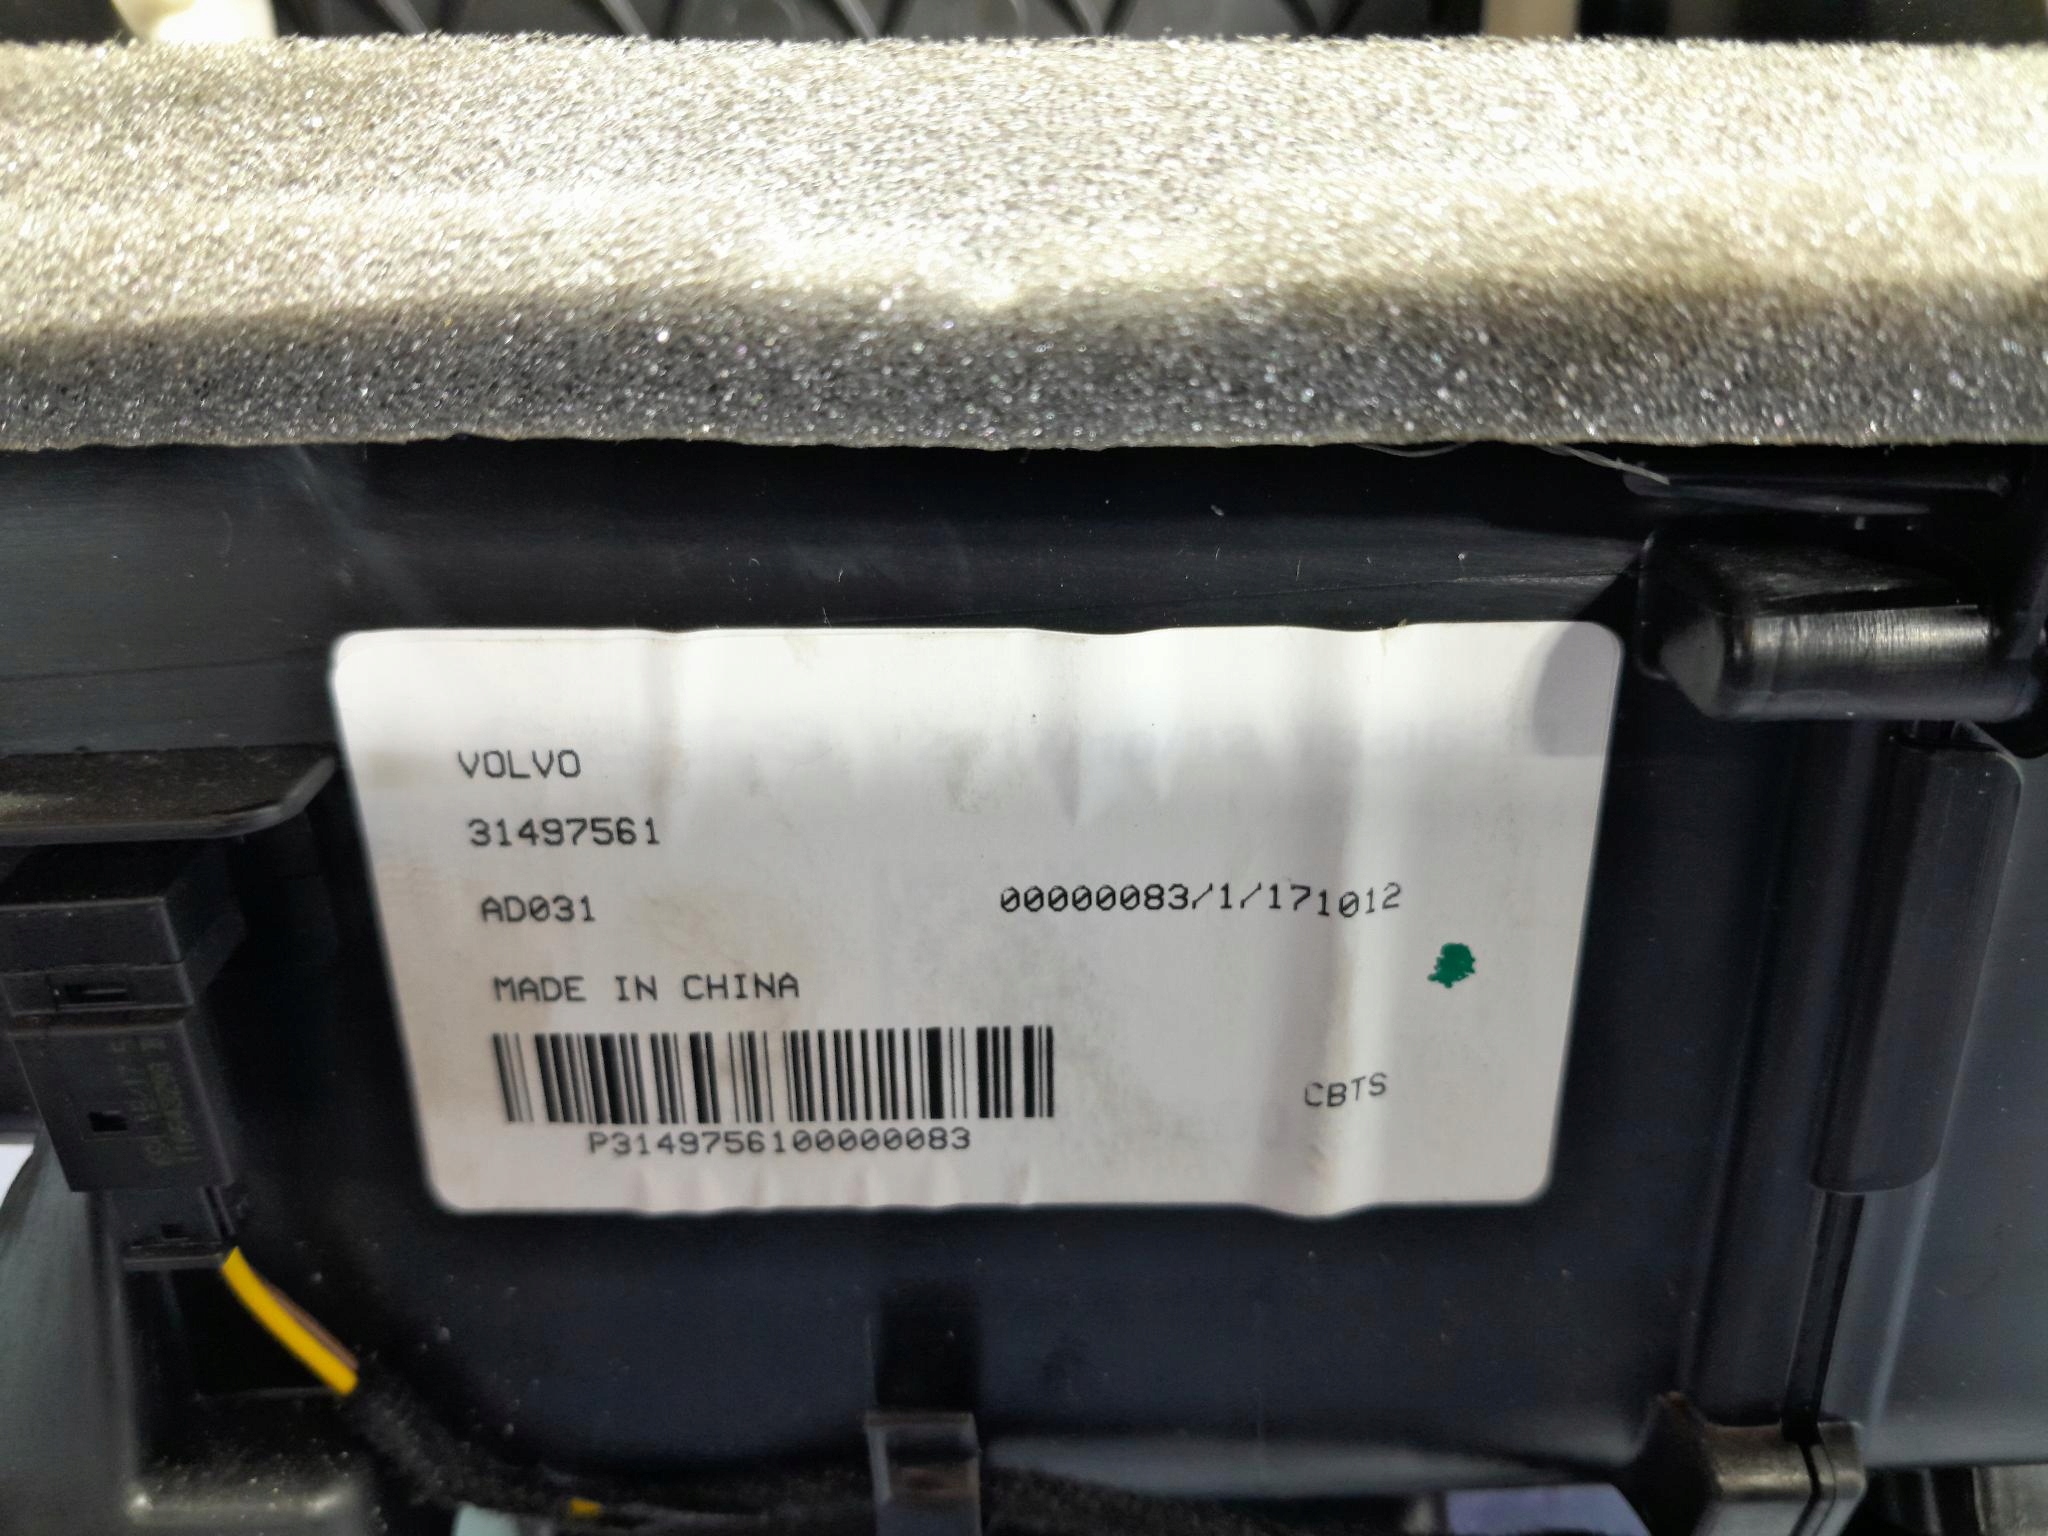 VOLVO
31497561
AD031 00000083/1/171012
MADE IN CHINA
P3149756100000083
CBTS